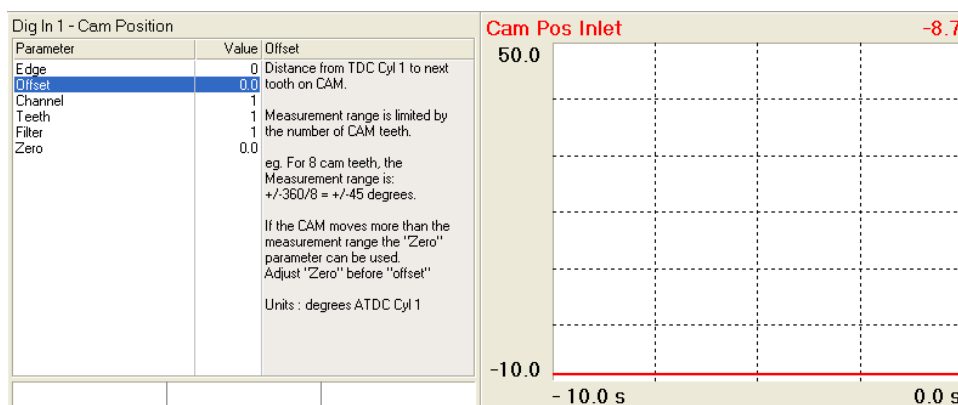 Dig In 1 - Cam Position
Parameter Value Offset
Edge 0
Offset 0.0
Channel 1
Teeth 1
Filter 1
Zero 0.0
Distance from TDC Cyl 1 to next
tooth on CAM.
Measurement range is limited by
the number of CAM teeth.
eg. For 8 cam teeth, the
Measurement range is:
+/-360/8 = +/-45 degrees.
If the CAM moves more than the
measurement range the "Zero"
parameter can be used.
Adjust "Zero" before "offset"
Units : degrees ATDC Cyl 1
Cam Pos Inlet -8.7
50.0
-10.0
- 10.0 s 0.0 s